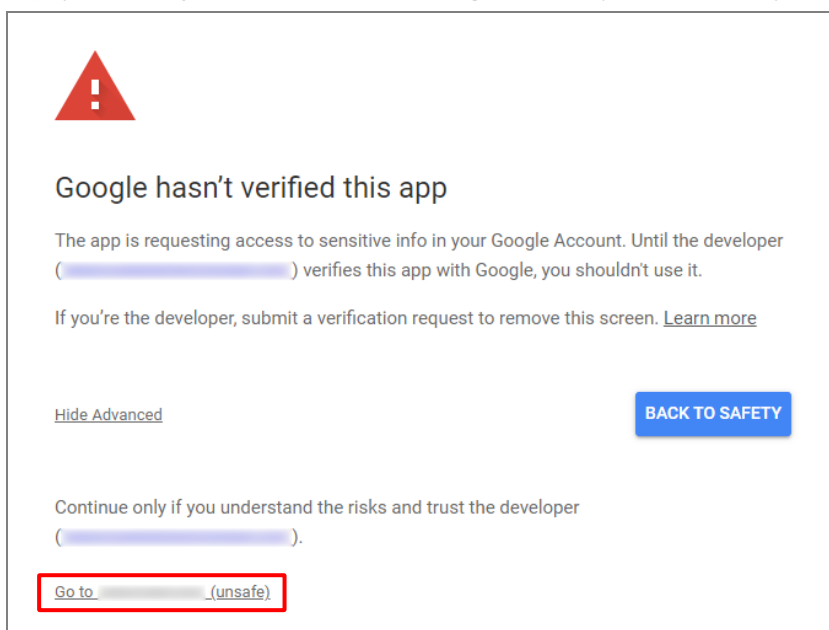 Google hasn’t verified this app
The app is requesting access to sensitive info in your Google Account. Until the developer
( ) verifies this app with Google, you shouldn't use it.
If you’re the developer, submit a verification request to remove this screen. Learn more
Hide Advanced
BACK TO SAFETY
Continue only if you understand the risks and trust the developer
( ).
Go to (unsafe)